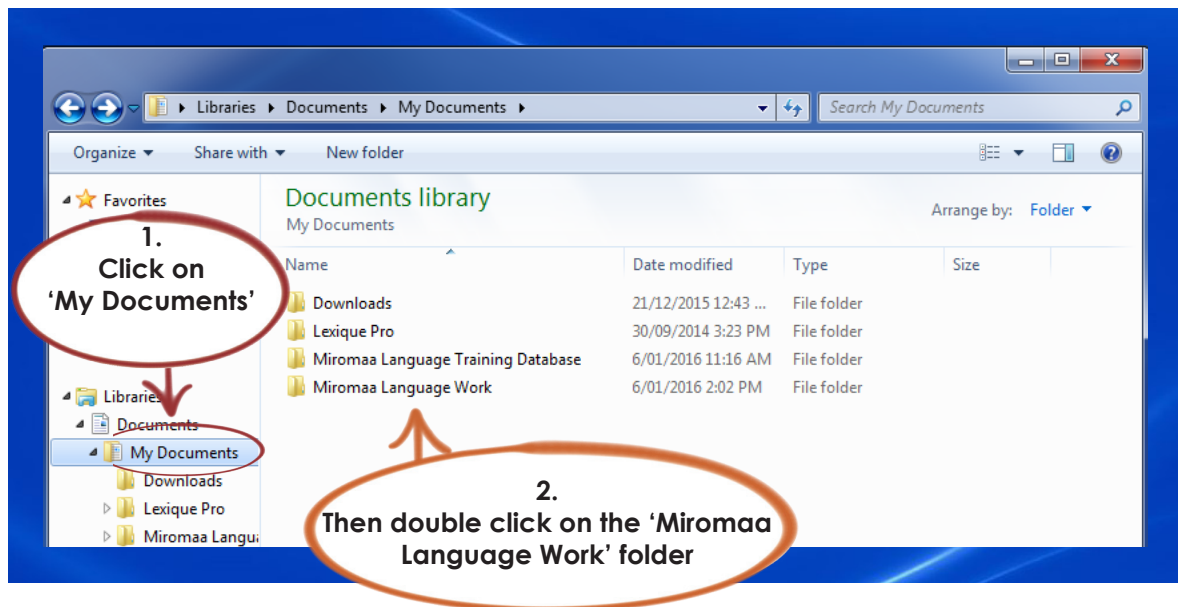 Libraries ▸ Documents ▸ My Documents ▸
Search My Documents
Organize Share with New folder
Favorites
Documents library
My Documents
Arrange by: Folder
1.
Click on
‘My Documents’
Name Date modified Type Size
Downloads 21/12/2015 12:43 ... File folder
Lexique Pro 30/09/2014 3:23 PM File folder
Miromaa Language Training Database 6/01/2016 11:16 AM File folder
Miromaa Language Work 6/01/2016 2:02 PM File folder
Libraries
Documents
My Documents
Downloads
Lexique Pro
Miromaa Langu
2.
Then double click on the ‘Miromaa
Language Work’ folder